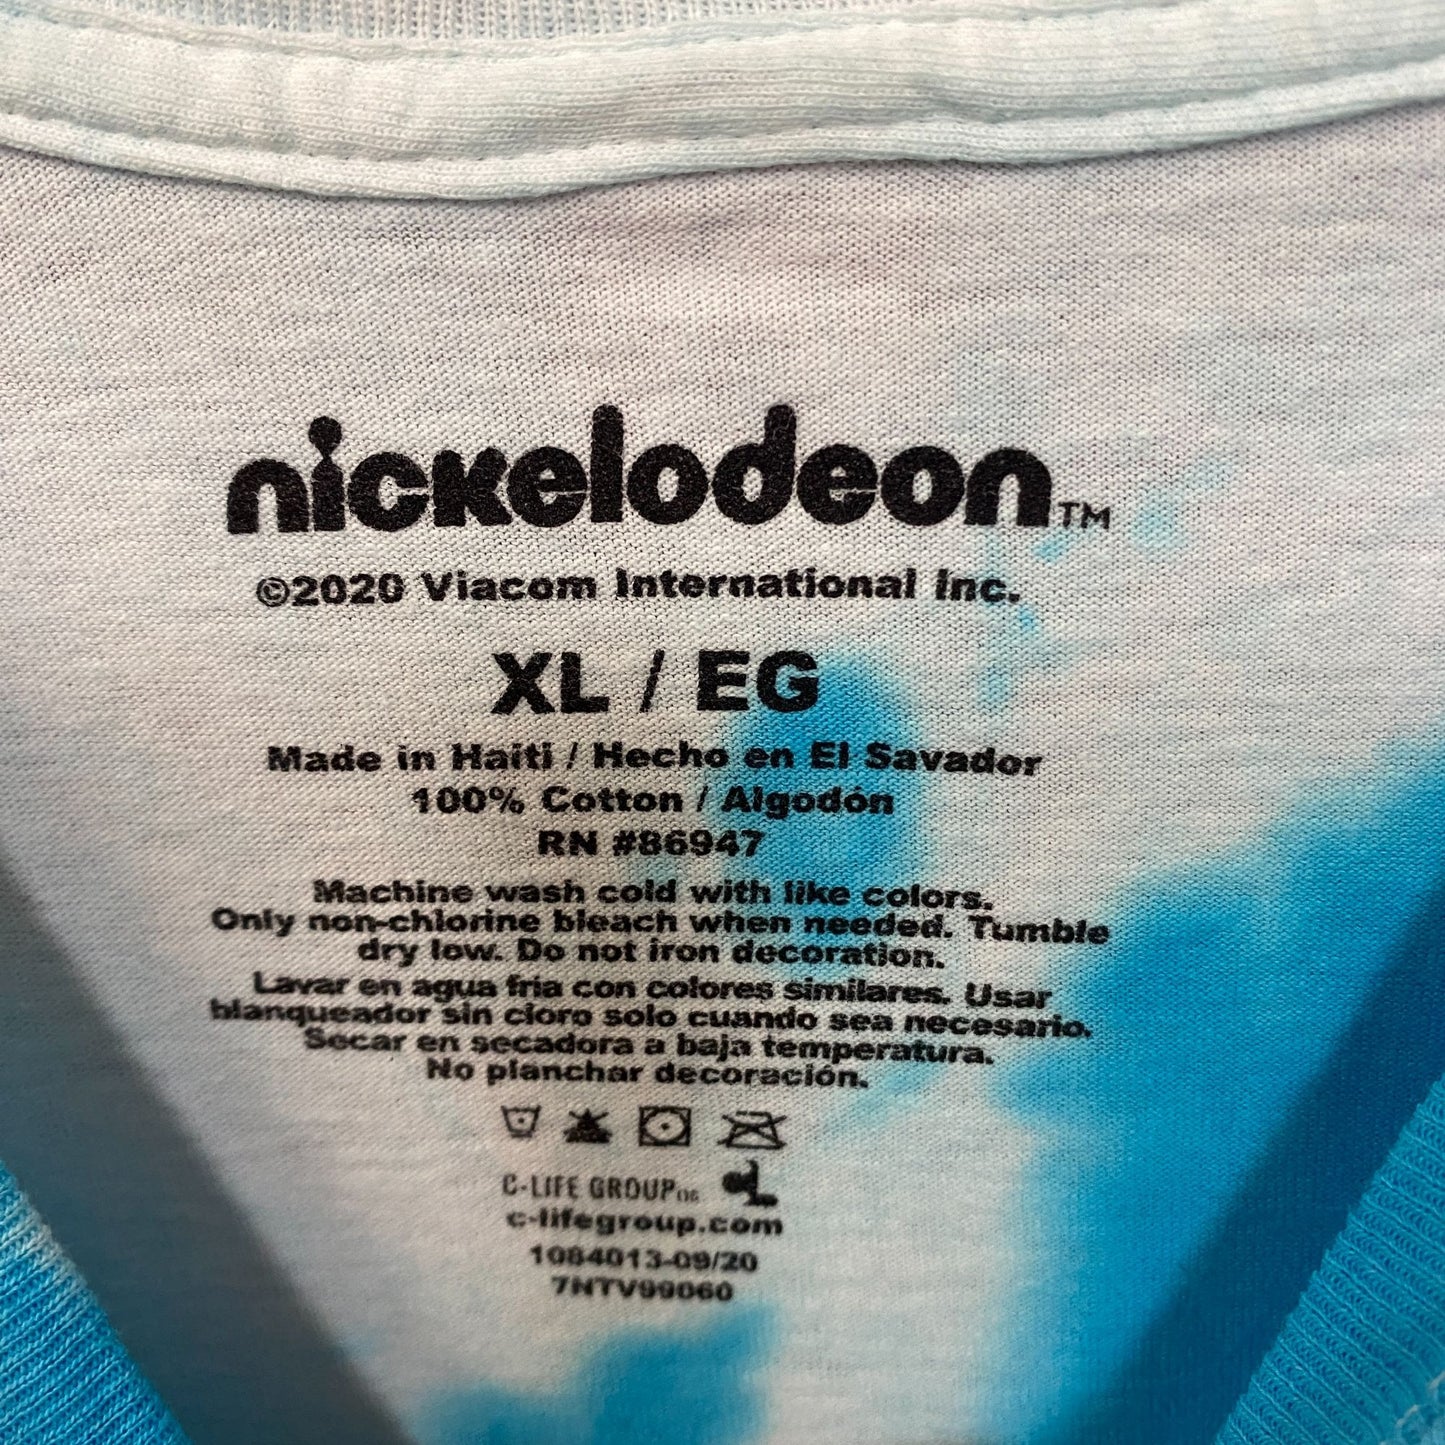 nickelodeon™
©2020 Viacom International Inc.
XL / EG
Made in Haiti / Hecho en El Savador
100% Cotton / Algodón
RN #86947
Machine wash cold with like colors.
Only non-chlorine bleach when needed. Tumble
dry low. Do not iron decoration.
Lavar en agua fria con colores similares. Usar
blanqueador sin cloro solo cuando sea necesario.
Secar en secadora a baja temperatura.
No planchar decoración.
C-LIFE GROUP
c-lifegroup.com
1084013-09/20
7NTV99060